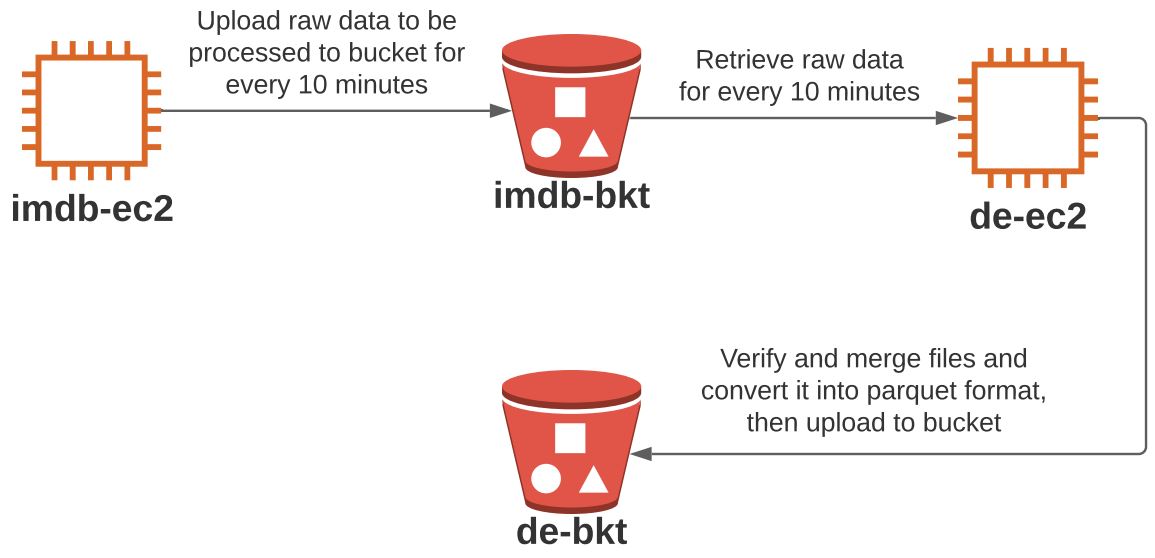 Upload raw data to be
processed to bucket for
every 10 minutes
imdb-ec2
imdb-bkt
Retrieve raw data
for every 10 minutes
de-ec2
Verify and merge files and
convert it into parquet format,
then upload to bucket
de-bkt